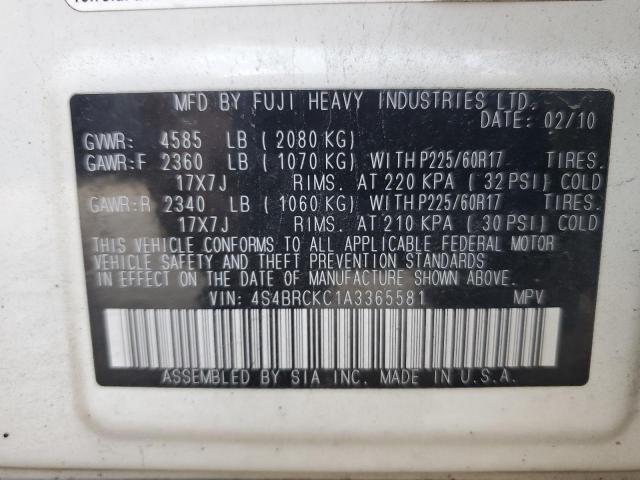 MFD BY FUJI HEAVY INDUSTRIES LTD.
DATE: 02/10
GVWR: 4585 LB ( 2080 KG)
GAWR:F 2360 LB ( 1070 KG) WITH P225/60R17 TIRES.
17X7J RIMS. AT 220 KPA ( 32 PSI) COLD
GAWR:R 2340 LB ( 1060 KG) WITH P225/60R17 TIRES.
17X7J RIMS. AT 210 KPA ( 30 PSI) COLD
THIS VEHICLE CONFORMS TO ALL APPLICABLE FEDERAL MOTOR
VEHICLE SAFETY AND THEFT PREVENTION STANDARDS
IN EFFECT ON THE DATE OF MANUFACTURE SHOWN ABOVE.
VIN: 4S4BRCKC1A3365581 MPV
ASSEMBLED BY SIA INC. MADE IN U.S.A.